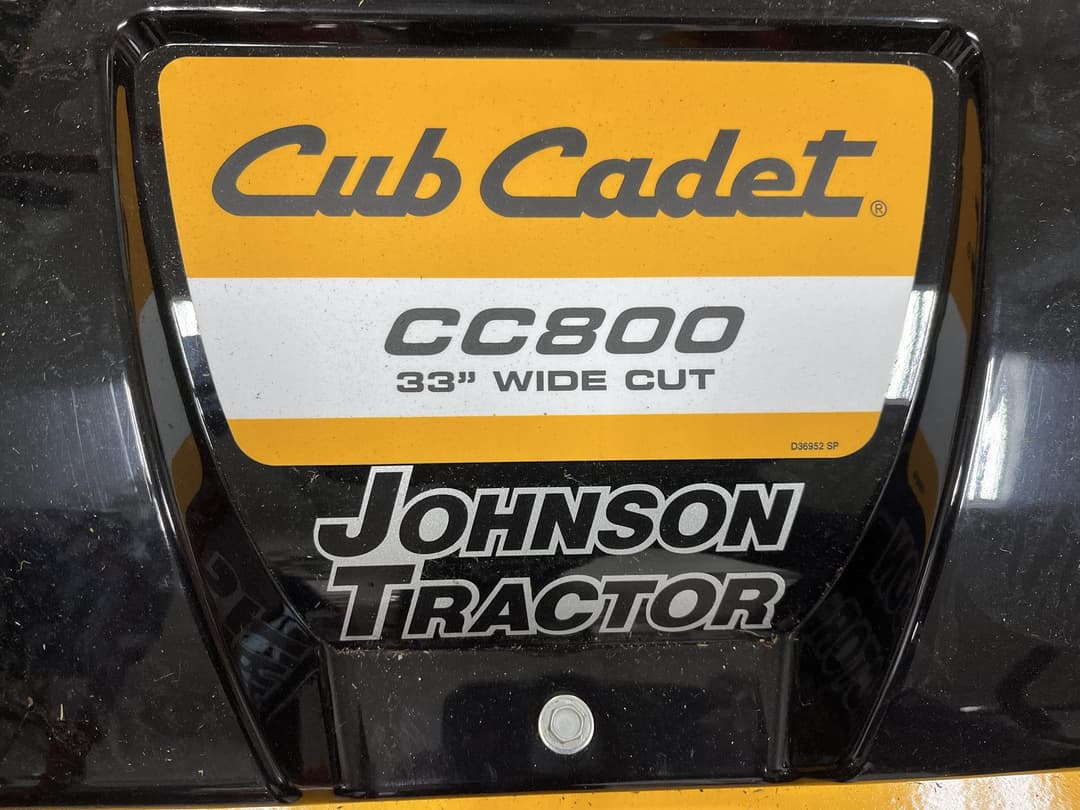 Cub Cadet®
CC800
33” WIDE CUT
D36952 SP
JOHNSON
TRACTOR